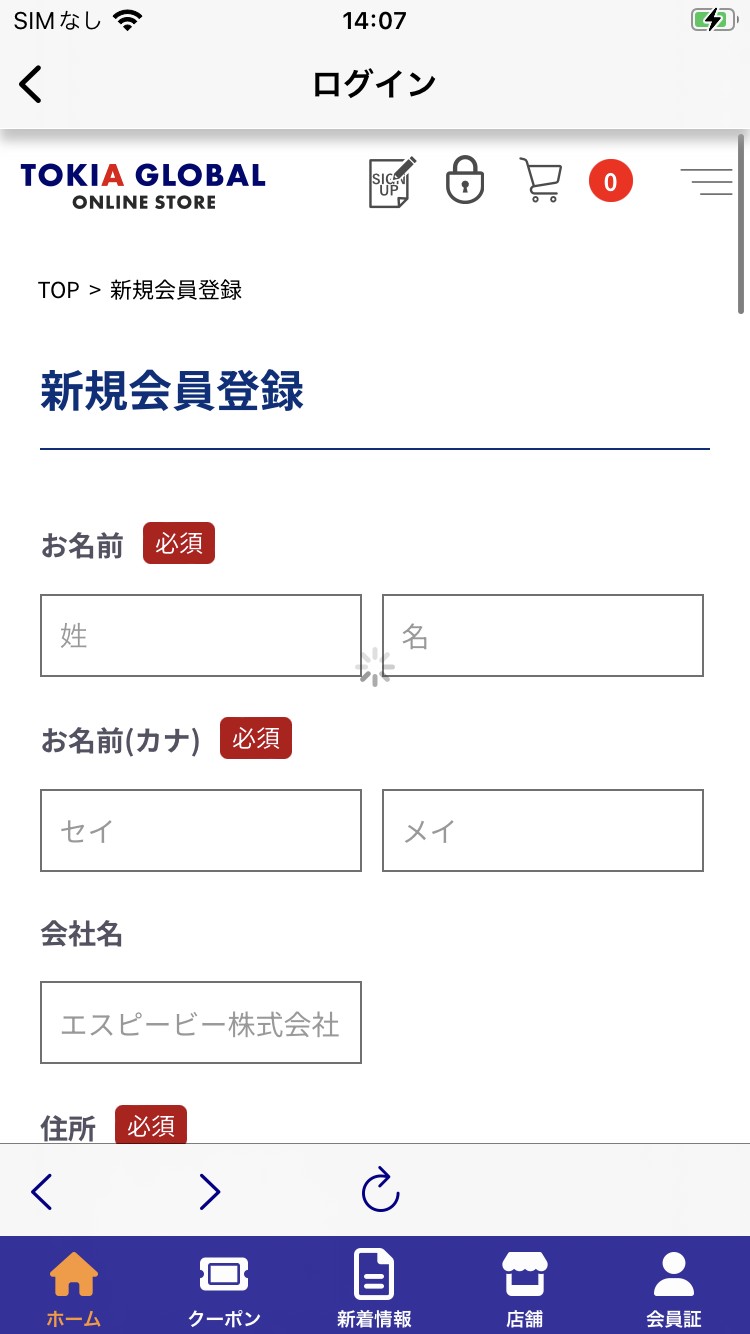 SIMなし 14:07
ログイン
TOKIA GLOBAL
ONLINE STORE
SIGN
UP
0
TOP > 新規会員登録
新規会員登録
お名前 必須
姓 名
お名前(カナ) 必須
セイ メイ
会社名
エスピービー株式会社
住所 必須
ホーム クーポン 新着情報 店舗 会員証